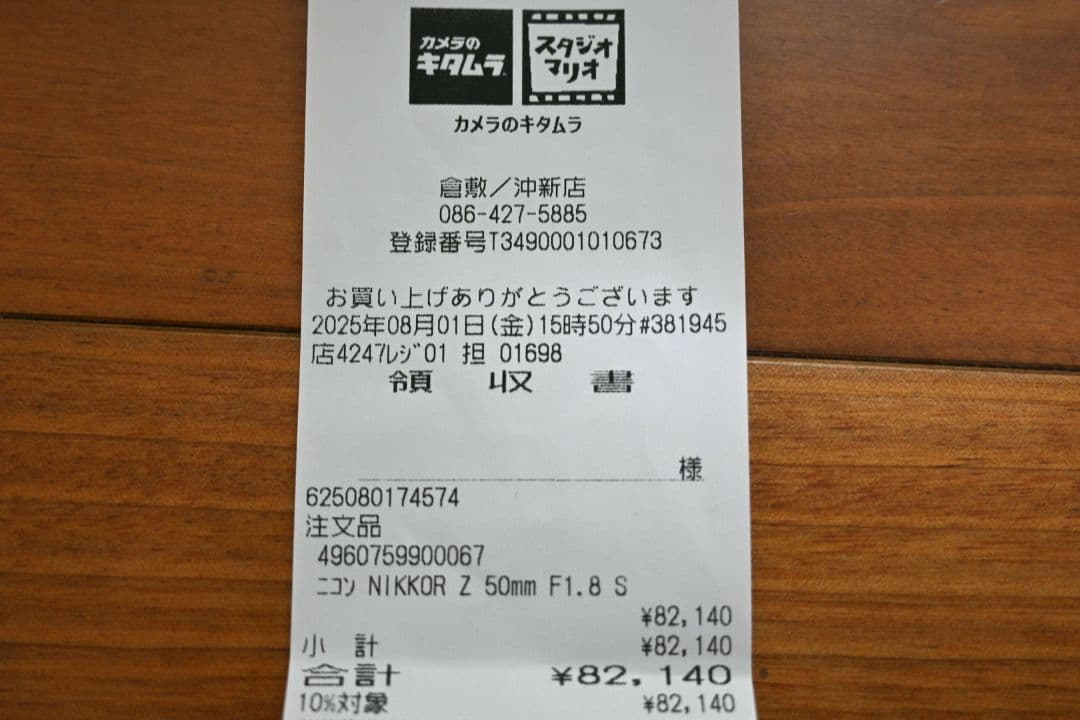 カメラの
キタムラ
スタジオ
マリオ
カメラのキタムラ
倉敷／沖新店
086-427-5885
登録番号T3490001010673
お買い上げありがとうございます
2025年08月01日(金)15時50分#381945
店4247ﾚｼﾞ01 担 01698
領 収 書
様
625080174574
注文品
4960759900067
ﾆｺﾝ NIKKOR Z 50mm F1.8 S
¥82,140
小 計 ¥82,140
合計 ¥82,140
10%対象 ¥82,140